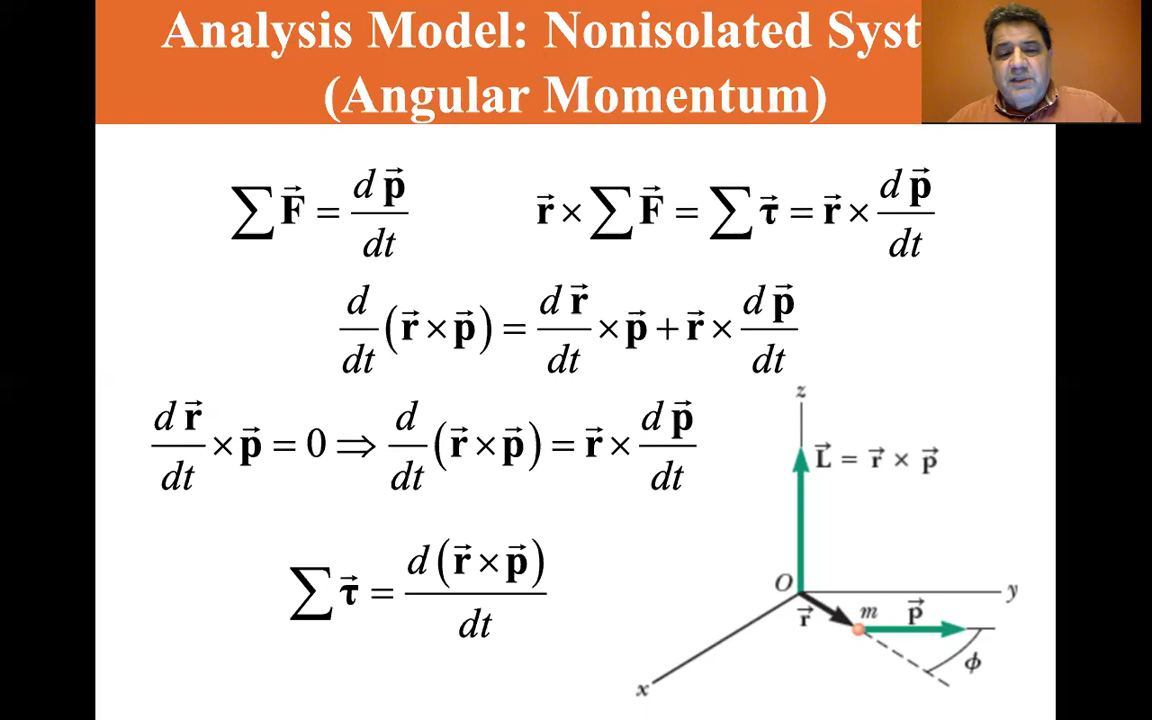 Analysis Model: Nonisolated Syst
(Angular Momentum)
∑F⃗ = dp⃗/dt    r⃗ × ∑F⃗ = ∑τ⃗ = r⃗ × dp⃗/dt
d/dt (r⃗ × p⃗) = dr⃗/dt × p⃗ + r⃗ × dp⃗/dt
dr⃗/dt × p⃗ = 0 ⇒ d/dt (r⃗ × p⃗) = r⃗ × dp⃗/dt
∑τ⃗ = d(r⃗ × p⃗)/dt
z
L⃗ = r⃗ × p⃗
O
y
r⃗
m
p⃗
ϕ
x